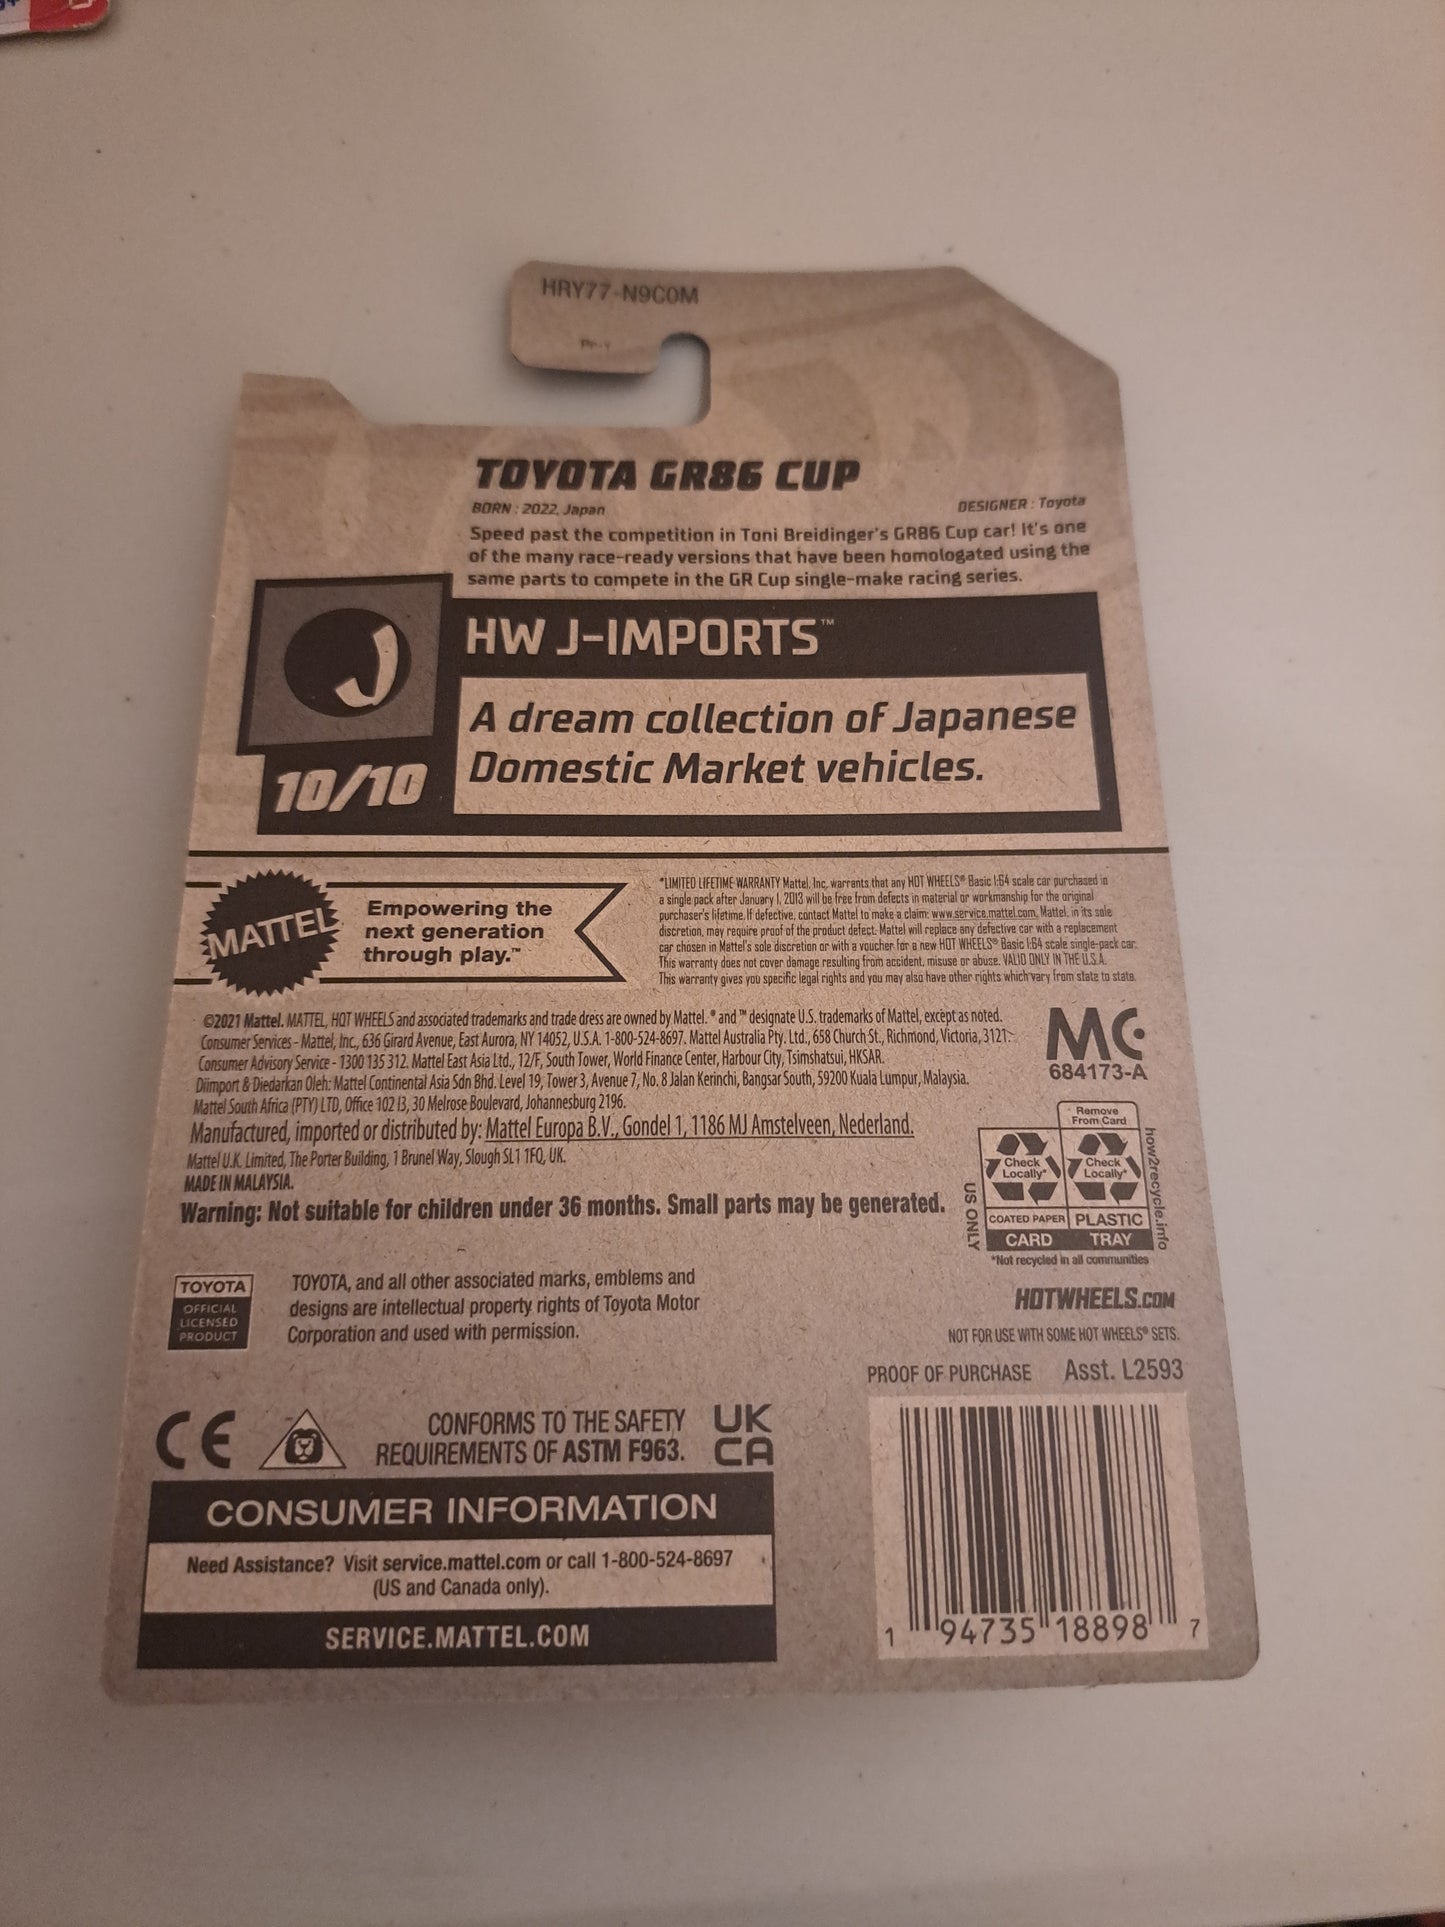 HRY77-N9C0M
TOYOTA GR86 CUP
BORN : 2022, Japan
DESIGNER : Toyota
Speed past the competition in Toni Breidinger's GR86 Cup car! It's one
of the many race-ready versions that have been homologated using the
same parts to compete in the GR Cup single-make racing series.
J
HW J-IMPORTS™
A dream collection of Japanese
Domestic Market vehicles.
10/10
MATTEL
Empowering the
next generation
through play.™
*LIMITED LIFETIME WARRANTY Mattel, Inc. warrants that any HOT WHEELS® Basic 1:64 scale car purchased in
a single pack after January 1, 2013 will be free from defects in material or workmanship for the original
purchaser's lifetime. If defective, contact Mattel to make a claim: www.service.mattel.com. Mattel, in its sole
discretion, may require proof of the product defect. Mattel will replace any defective car with a replacement
car chosen in Mattel's sole discretion or with a voucher for a new HOT WHEELS® Basic 1:64 scale single-pack car.
This warranty does not cover damage resulting from accident, misuse or abuse. VALID ONLY IN THE U.S.A.
This warranty gives you specific legal rights and you may also have other rights which vary from state to state.
©2021 Mattel. MATTEL, HOT WHEELS and associated trademarks and trade dress are owned by Mattel. ® and ™ designate U.S. trademarks of Mattel, except as noted.
Consumer Services - Mattel, Inc., 636 Girard Avenue, East Aurora, NY 14052, U.S.A. 1-800-524-8697. Mattel Australia Pty. Ltd., 658 Church St., Richmond, Victoria, 3121.
Consumer Advisory Service - 1300 135 312. Mattel East Asia Ltd., 12/F, South Tower, World Finance Center, Harbour City, Tsimshatsui, HKSAR.
Diimport & Diedarkan Oleh: Mattel Continental Asia Sdn Bhd. Level 19, Tower 3, Avenue 7, No. 8 Jalan Kerinchi, Bangsar South, 59200 Kuala Lumpur, Malaysia.
Mattel South Africa (PTY) LTD, Office 102 I3, 30 Melrose Boulevard, Johannesburg 2196.
Manufactured, imported or distributed by: Mattel Europa B.V., Gondel 1, 1186 MJ Amstelveen, Nederland.
Mattel U.K. Limited, The Porter Building, 1 Brunel Way, Slough SL1 1FQ, UK.
MADE IN MALAYSIA.
Warning: Not suitable for children under 36 months. Small parts may be generated.
MC
684173-A
Remove
From Card
Check
Locally*
Check
Locally*
COATED PAPER
PLASTIC
CARD
TRAY
US ONLY
how2recycle.info
*Not recycled in all communities
TOYOTA
OFFICIAL
LICENSED
PRODUCT
TOYOTA, and all other associated marks, emblems and
designs are intellectual property rights of Toyota Motor
Corporation and used with permission.
HOTWHEELS.COM
NOT FOR USE WITH SOME HOT WHEELS® SETS.
PROOF OF PURCHASE Asst. L2593
CE
CONFORMS TO THE SAFETY
REQUIREMENTS OF ASTM F963.
UK
CA
CONSUMER INFORMATION
Need Assistance? Visit service.mattel.com or call 1-800-524-8697
(US and Canada only).
SERVICE.MATTEL.COM
1 94735 18898 7